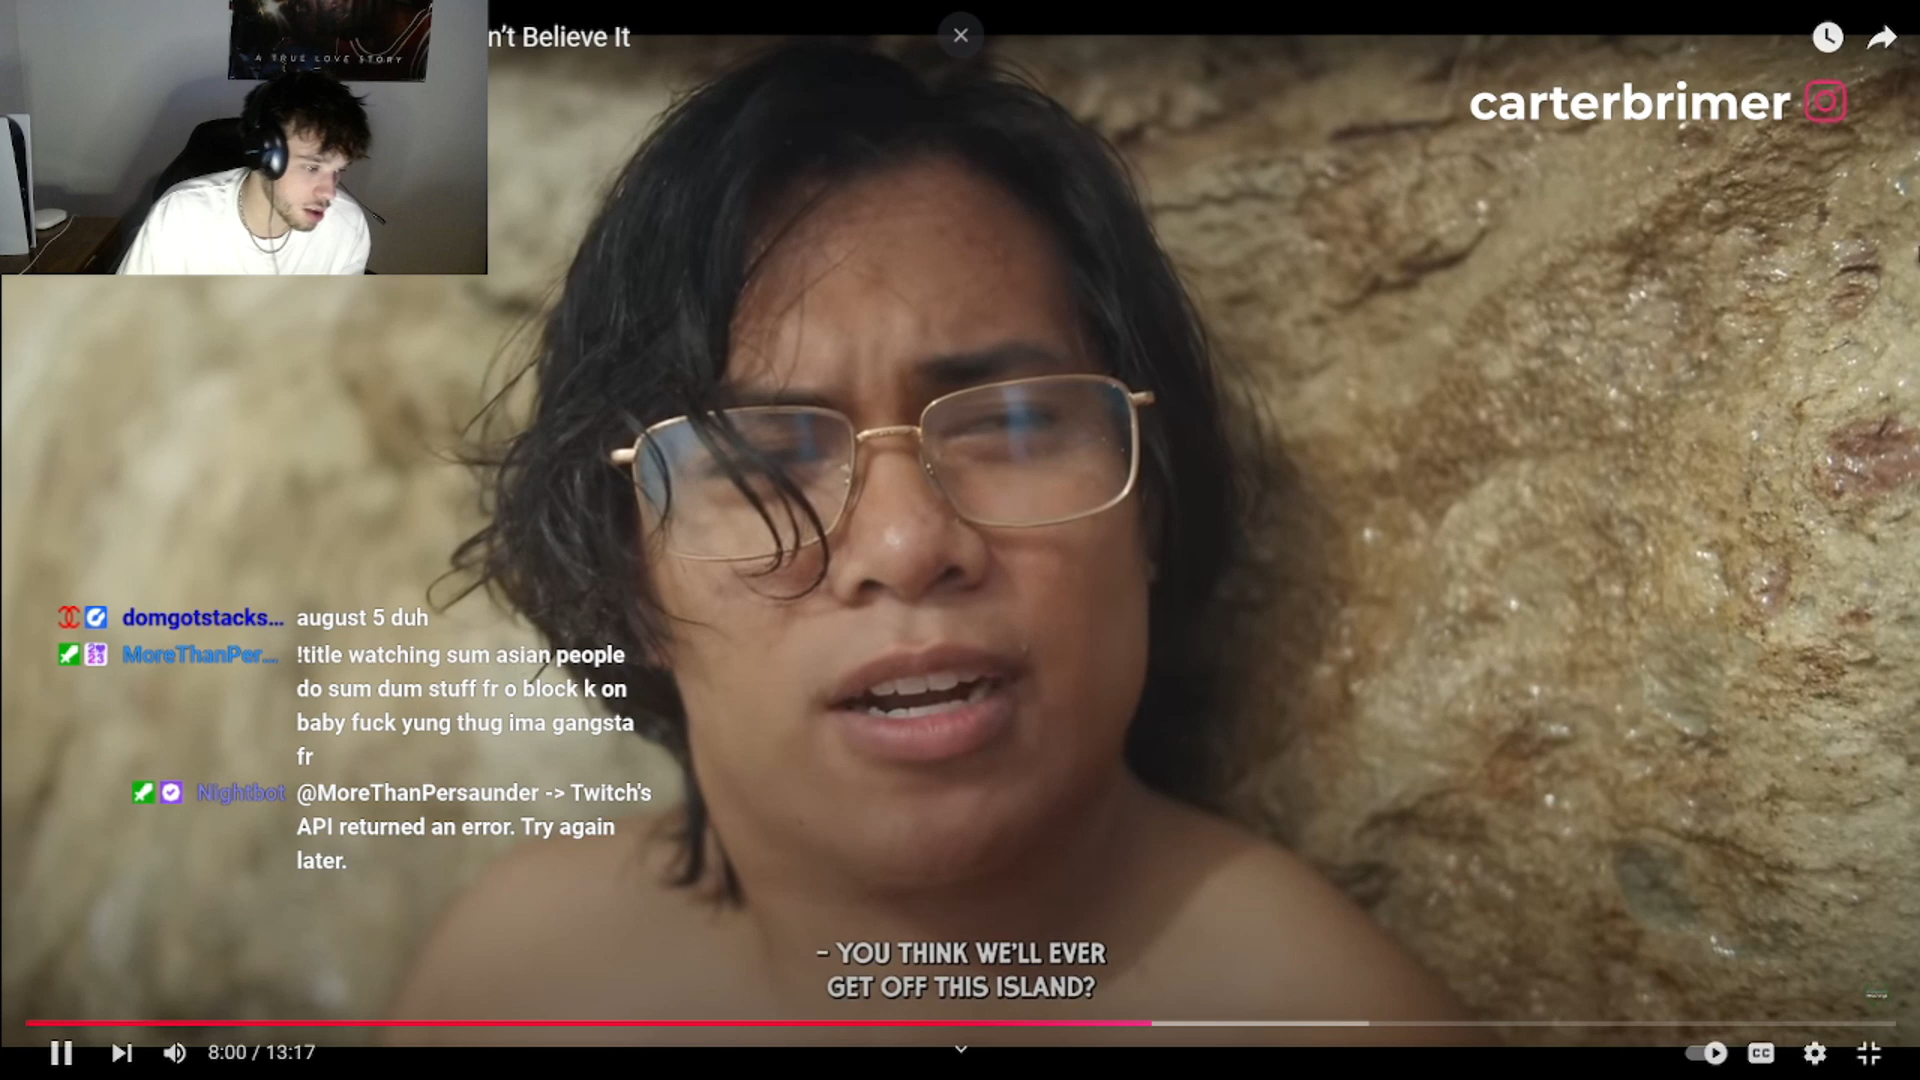 A TRUE LOVE STORY
n't Believe It
carterbrimer
domgotstacks... august 5 duh
MoreThanPer... !title watching sum asian people
do sum dum stuff fr o block k on
baby fuck yung thug ima gangsta
fr
Nightbot @MoreThanPersaunder -> Twitch's
API returned an error. Try again
later.
- YOU THINK WE'LL EVER
GET OFF THIS ISLAND?
8:00 / 13:17
CC